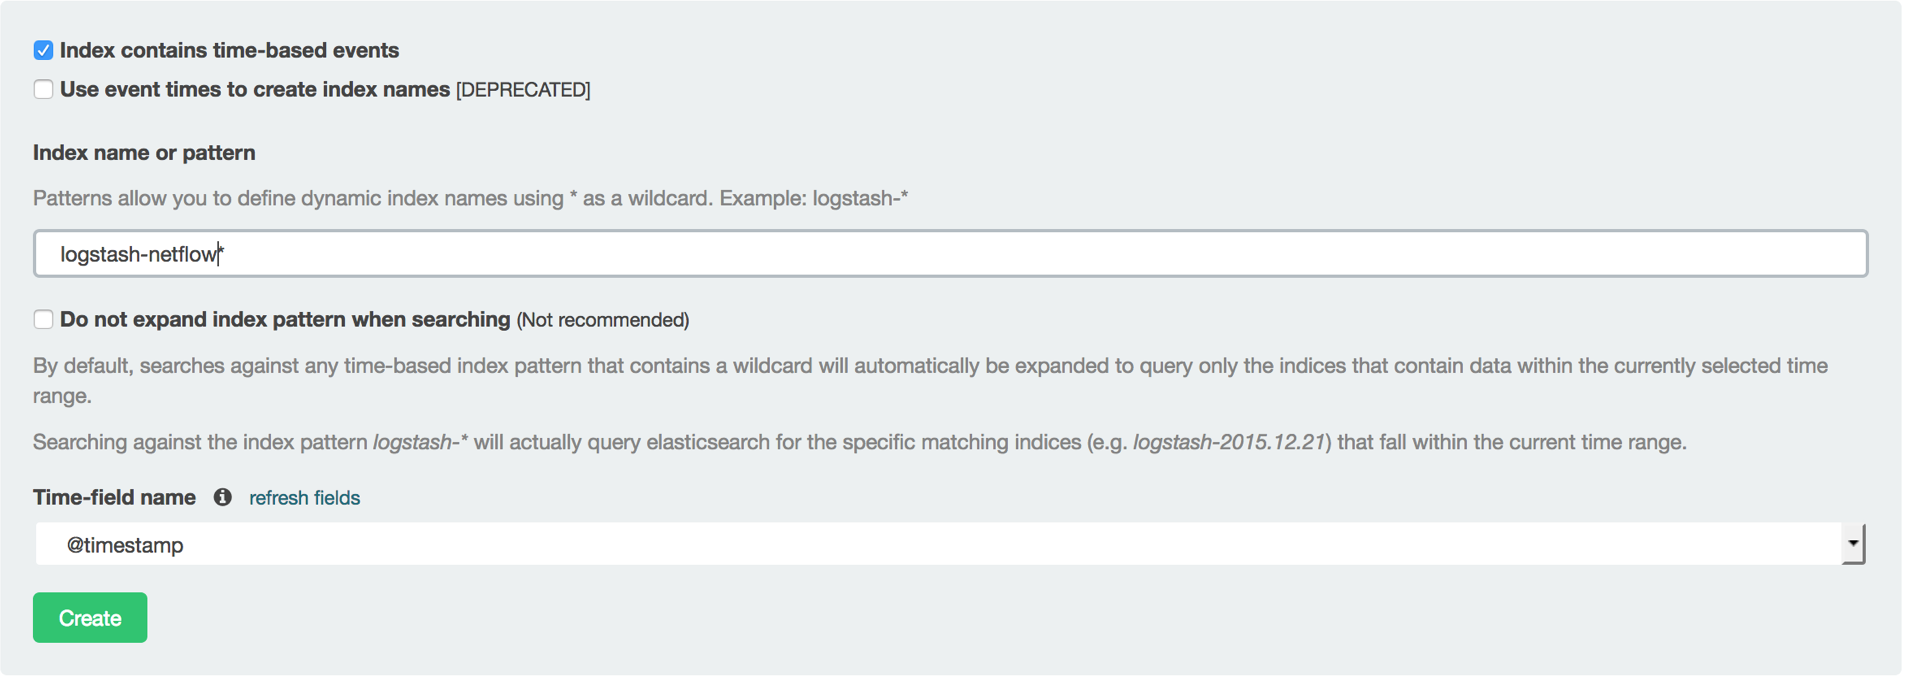 Index contains time-based events
Use event times to create index names [DEPRECATED]
Index name or pattern
Patterns allow you to define dynamic index names using * as a wildcard. Example: logstash-*
logstash-netflow*
Do not expand index pattern when searching (Not recommended)
By default, searches against any time-based index pattern that contains a wildcard will automatically be expanded to query only the indices that contain data within the currently selected time
range.
Searching against the index pattern logstash-* will actually query elasticsearch for the specific matching indices (e.g. logstash-2015.12.21) that fall within the current time range.
Time-field name refresh fields
@timestamp
Create